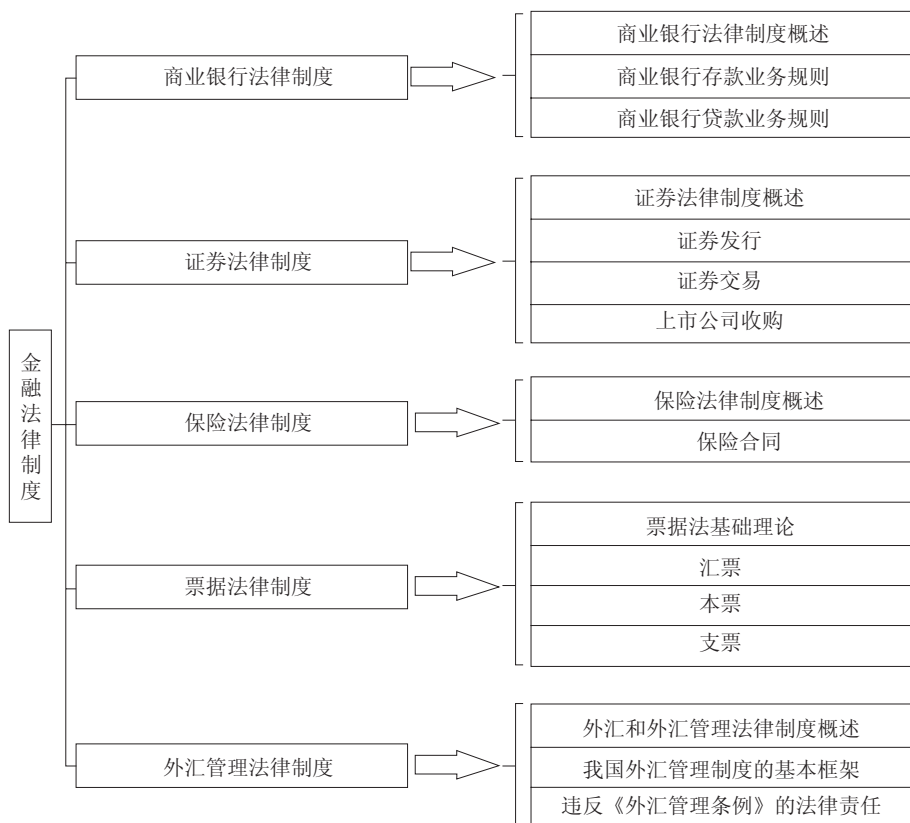 金融法律制度
商业银行法律制度
商业银行法律制度概述
商业银行存款业务规则
商业银行贷款业务规则
证券法律制度
证券法律制度概述
证券发行
证券交易
上市公司收购
保险法律制度
保险法律制度概述
保险合同
票据法律制度
票据法基础理论
汇票
本票
支票
外汇管理法律制度
外汇和外汇管理法律制度概述
我国外汇管理制度的基本框架
违反《外汇管理条例》的法律责任